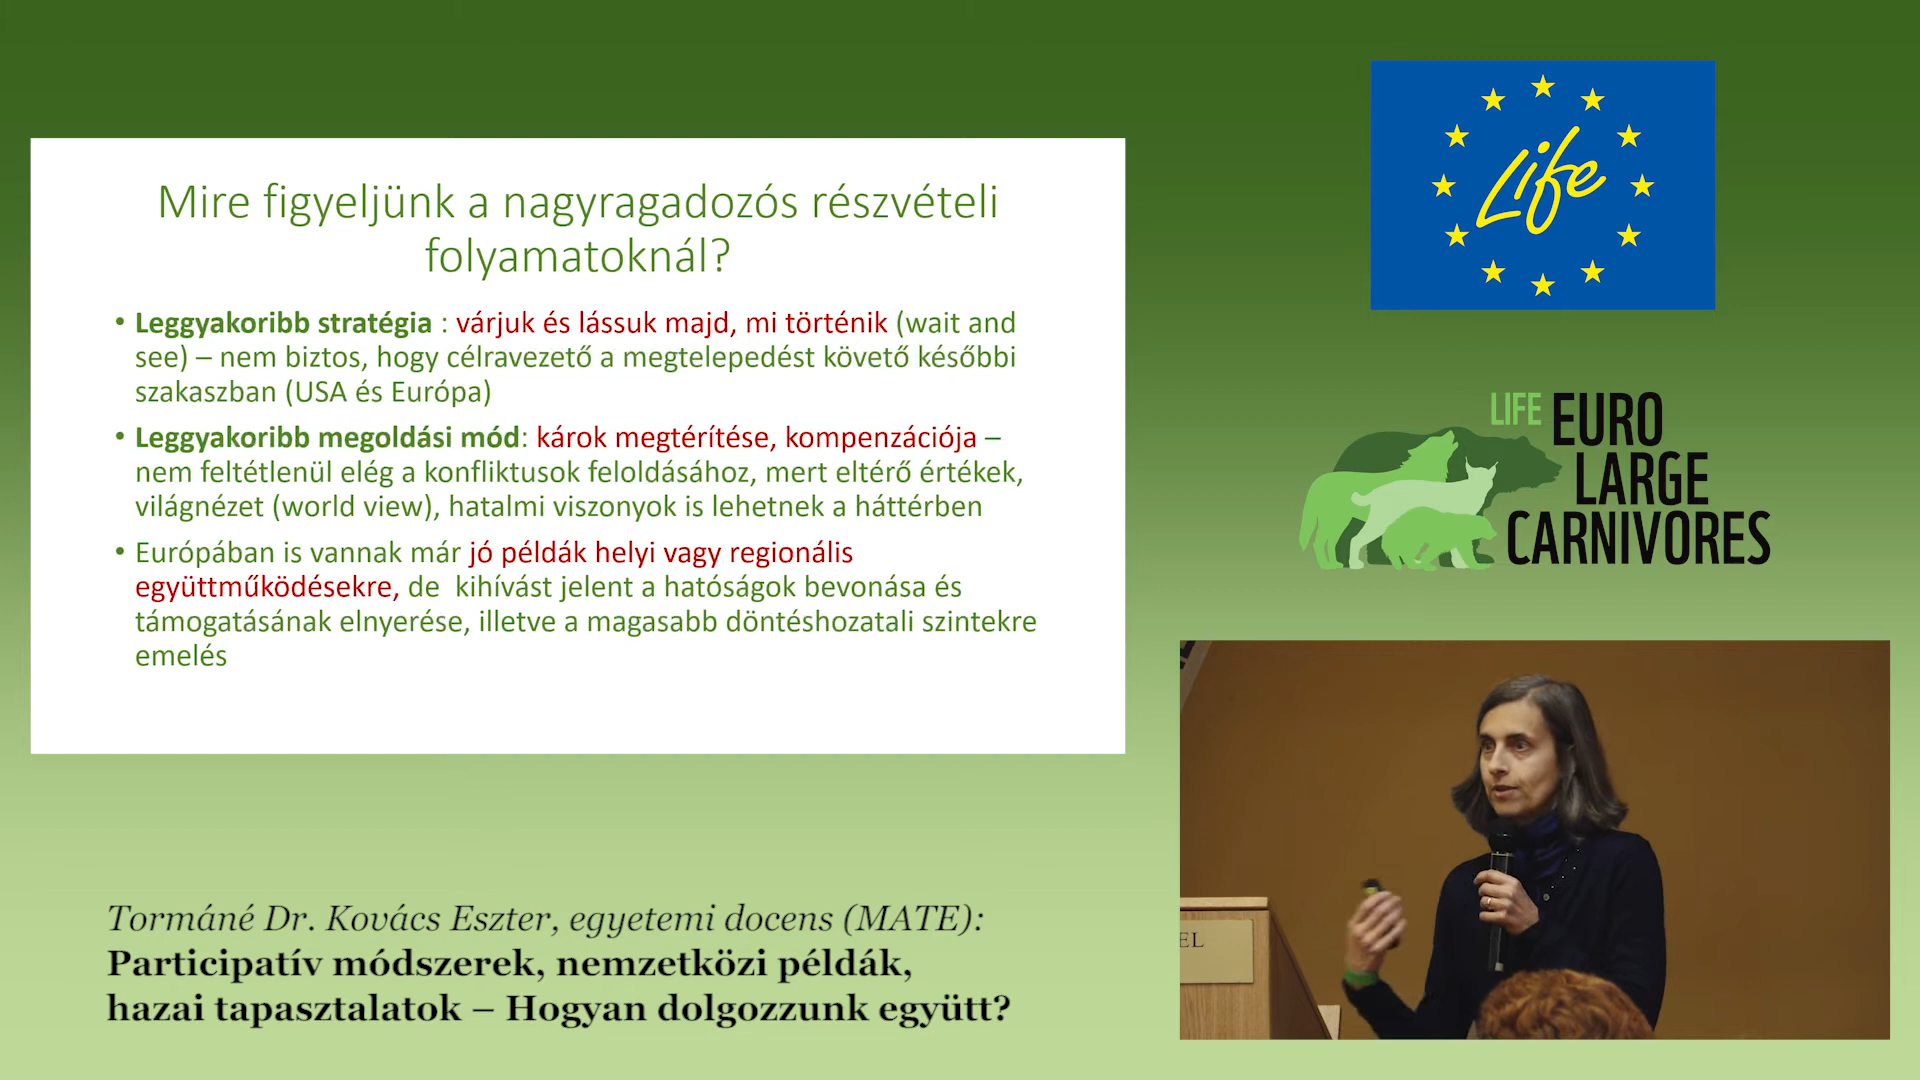 Mire figyeljünk a nagyragadozós részvételi
folyamatoknál?
• Leggyakoribb stratégia : várjuk és lássuk majd, mi történik (wait and
see) – nem biztos, hogy célravezető a megtelepedést követő későbbi
szakaszban (USA és Európa)
• Leggyakoribb megoldási mód: károk megtérítése, kompenzációja –
nem feltétlenül elég a konfliktusok feloldásához, mert eltérő értékek,
világnézet (world view), hatalmi viszonyok is lehetnek a háttérben
• Európában is vannak már jó példák helyi vagy regionális
együttműködésekre, de  kihívást jelent a hatóságok bevonása és
támogatásának elnyerése, illetve a magasabb döntéshozatali szintekre
emelés
Life
LIFE EURO
LARGE
CARNIVORES
EL
Tormáné Dr. Kovács Eszter, egyetemi docens (MATE):
Participatív módszerek, nemzetközi példák,
hazai tapasztalatok – Hogyan dolgozzunk együtt?